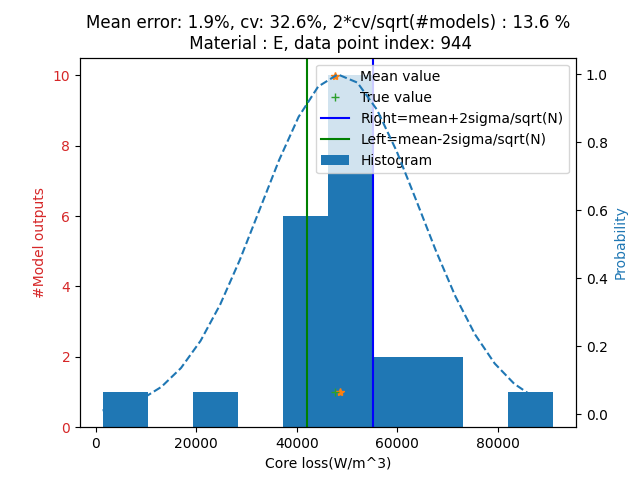 Mean error: 1.9%, cv: 32.6%, 2*cv/sqrt(#models) : 13.6 %
Material : E, data point index: 944
Mean value
True value
Right=mean+2sigma/sqrt(N)
Left=mean-2sigma/sqrt(N)
Histogram
#Model outputs
10
8
6
4
2
0
Probability
1.0
0.8
0.6
0.4
0.2
0.0
0 20000 40000 60000 80000
Core loss(W/m^3)